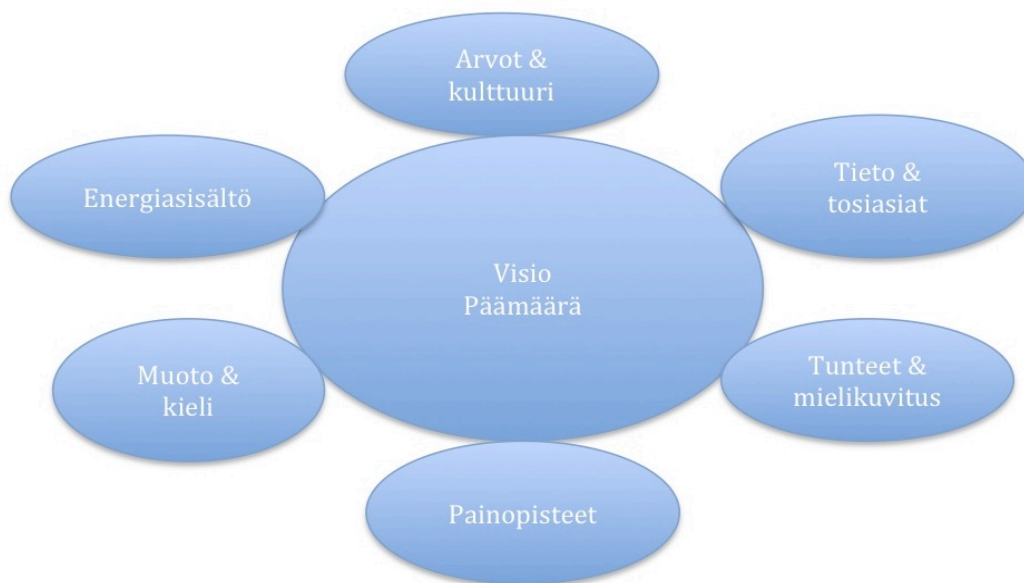 Arvot &
kulttuuri
Tieto &
tosiasiat
Energiasisältö
Visio
Päämäärä
Tunteet &
mielikuvitus
Muoto &
kieli
Painopisteet